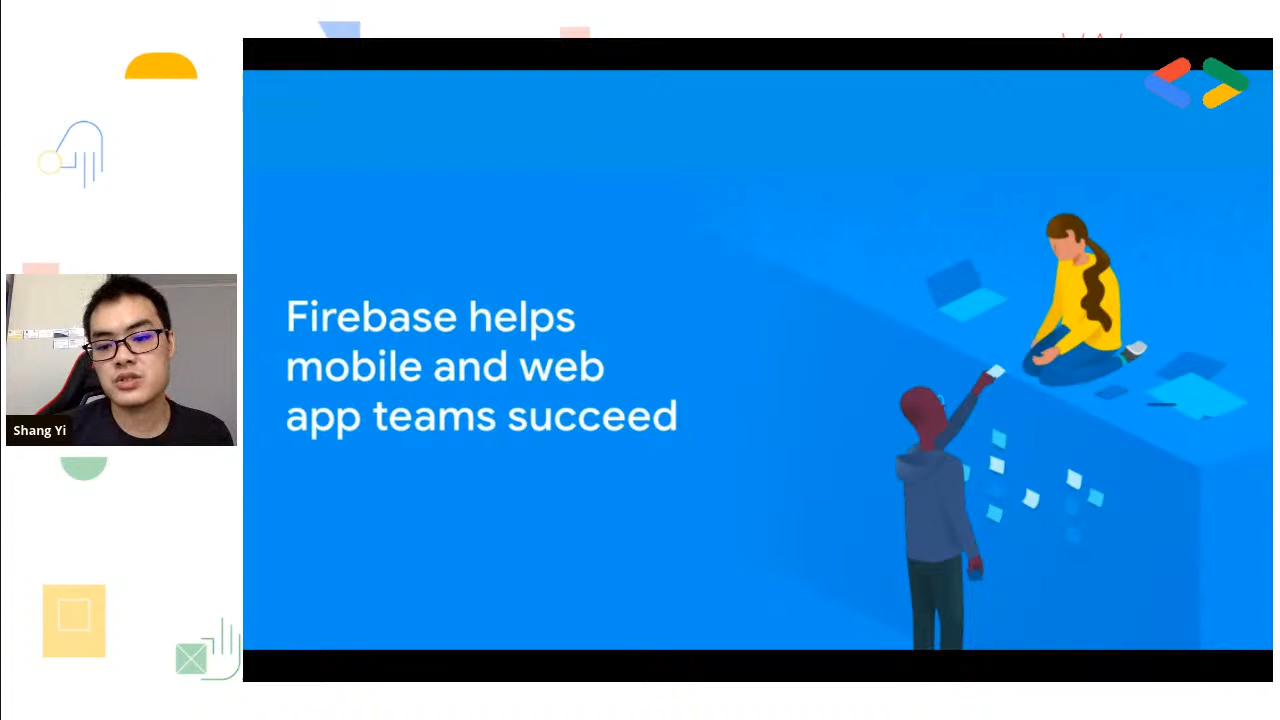 Firebase helps
mobile and web
app teams succeed
Shang Yi